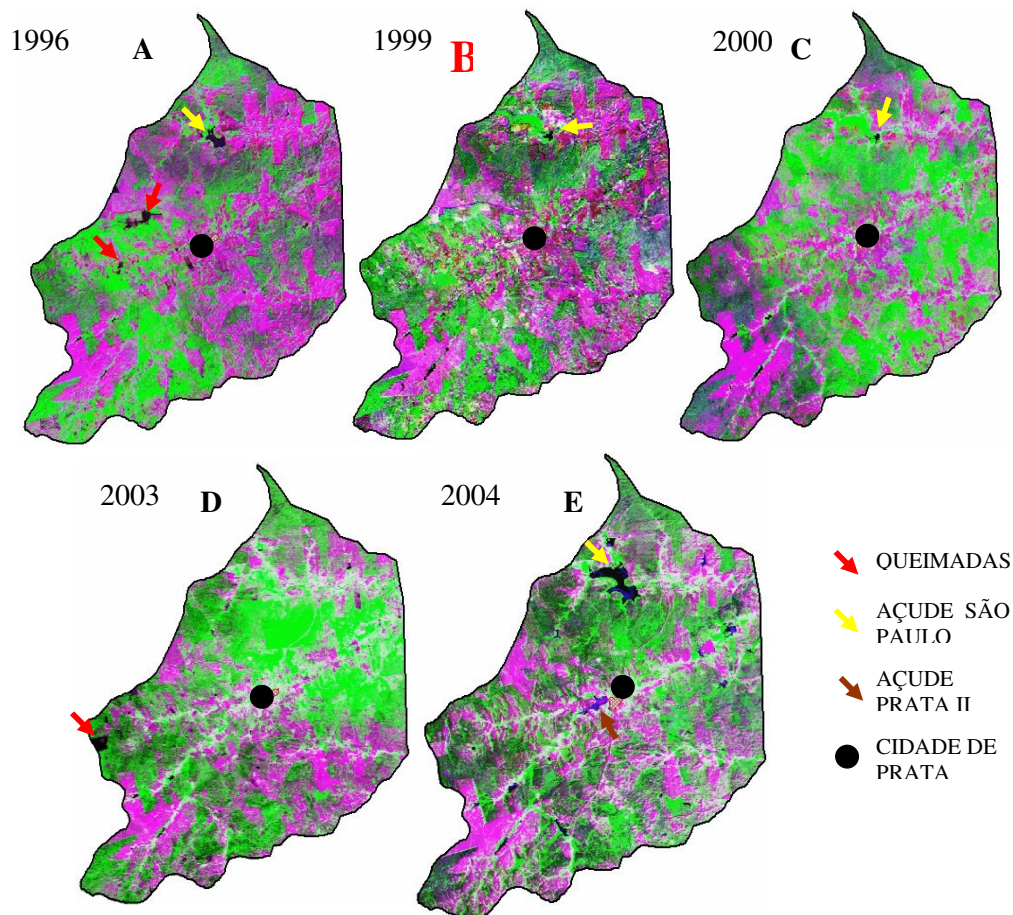 1996 A
1999 B
2000 C
2003 D
2004 E
QUEIMADAS
AÇUDE SÃO
PAULO
AÇUDE
PRATA II
CIDADE DE
PRATA